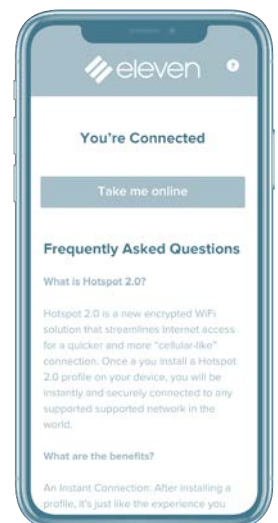 eleven
?
You're Connected
Take me online
Frequently Asked Questions
What is Hotspot 2.0?
Hotspot 2.0 is a new encrypted WiFi
solution that streamlines Internet access
for a quicker and more "cellular-like"
connection. Once a you install a Hotspot
2.0 profile on your device, you will be
instantly and securely connected to any
supported supported network in the
world.
What are the benefits?
An Instant Connection: After installing a
profile, it's just like the experience you